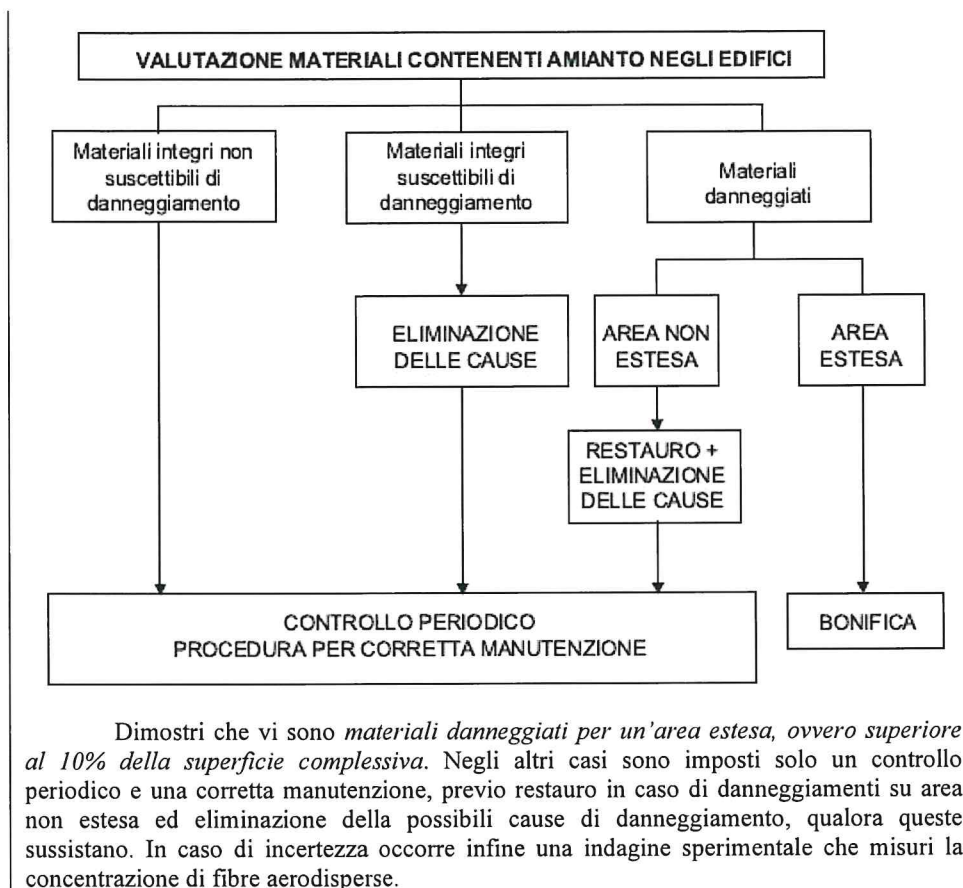 VALUTAZIONE MATERIALI CONTENENTI AMIANTO NEGLI EDIFICI
Materiali integri non
suscettibili di
danneggiamento
Materiali integri
suscettibili di
danneggiamento
Materiali
danneggiati
ELIMINAZIONE
DELLE CAUSE
AREA NON
ESTESA
AREA
ESTESA
RESTAURO +
ELIMINAZIONE
DELLE CAUSE
CONTROLLO PERIODICO
PROCEDURA PER CORRETTA MANUTENZIONE
BONIFICA
Dimostri che vi sono materiali danneggiati per un'area estesa, ovvero superiore
al 10% della superficie complessiva. Negli altri casi sono imposti solo un controllo
periodico e una corretta manutenzione, previo restauro in caso di danneggiamenti su area
non estesa ed eliminazione della possibili cause di danneggiamento, qualora queste
sussistano. In caso di incertezza occorre infine una indagine sperimentale che misuri la
concentrazione di fibre aerodisperse.